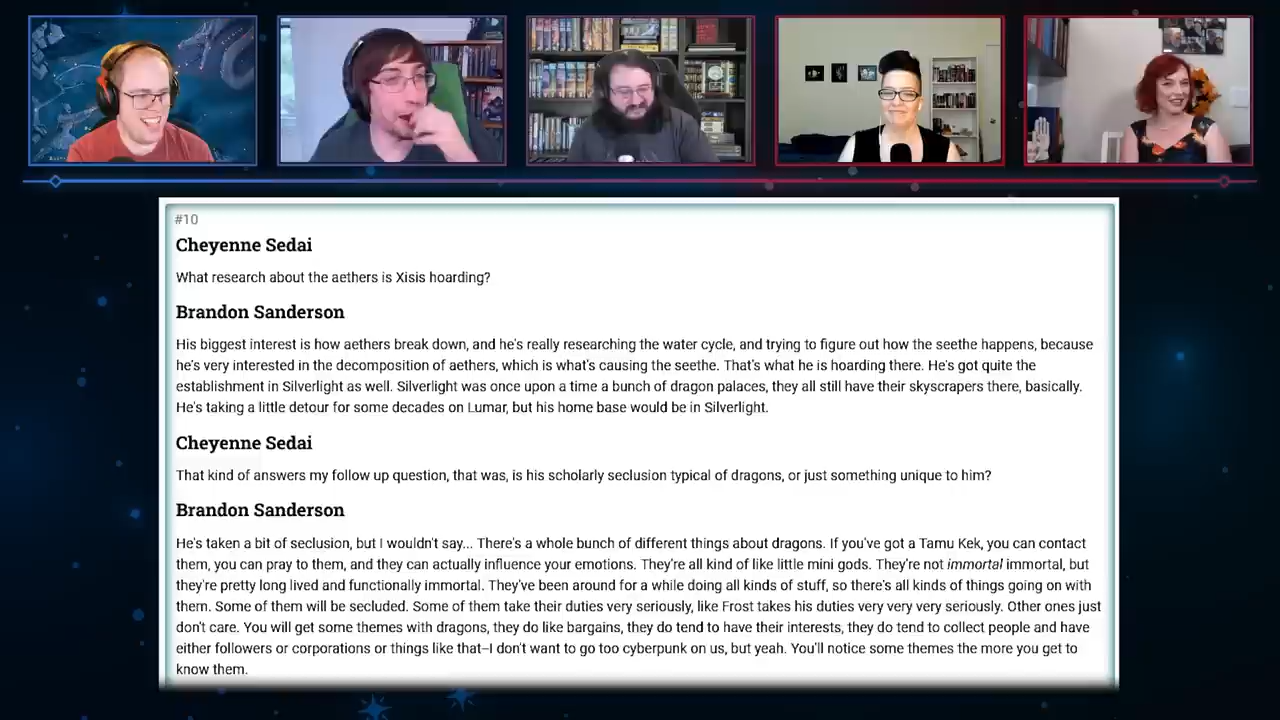 #10
Cheyenne Sedai
What research about the aethers is Xisis hoarding?
Brandon Sanderson
His biggest interest is how aethers break down, and he's really researching the water cycle, and trying to figure out how the seethe happens, because
he's very interested in the decomposition of aethers, which is what's causing the seethe. That's what he is hoarding there. He's got quite the
establishment in Silverlight as well. Silverlight was once upon a time a bunch of dragon palaces, they all still have their skyscrapers there, basically.
He's taking a little detour for some decades on Lumar, but his home base would be in Silverlight.
Cheyenne Sedai
That kind of answers my follow up question, that was, is his scholarly seclusion typical of dragons, or just something unique to him?
Brandon Sanderson
He's taken a bit of seclusion, but I wouldn't say... There's a whole bunch of different things about dragons. If you've got a Tamu Kek, you can contact
them, you can pray to them, and they can actually influence your emotions. They're all kind of like little mini gods. They're not immortal immortal, but
they're pretty long lived and functionally immortal. They've been around for a while doing all kinds of stuff, so there's all kinds of things going on with
them. Some of them will be secluded. Some of them take their duties very seriously, like Frost takes his duties very very very seriously. Other ones just
don't care. You will get some themes with dragons, they do like bargains, they do tend to have their interests, they do tend to collect people and have
either followers or corporations or things like that–I don't want to go too cyberpunk on us, but yeah. You'll notice some themes the more you get to
know them.